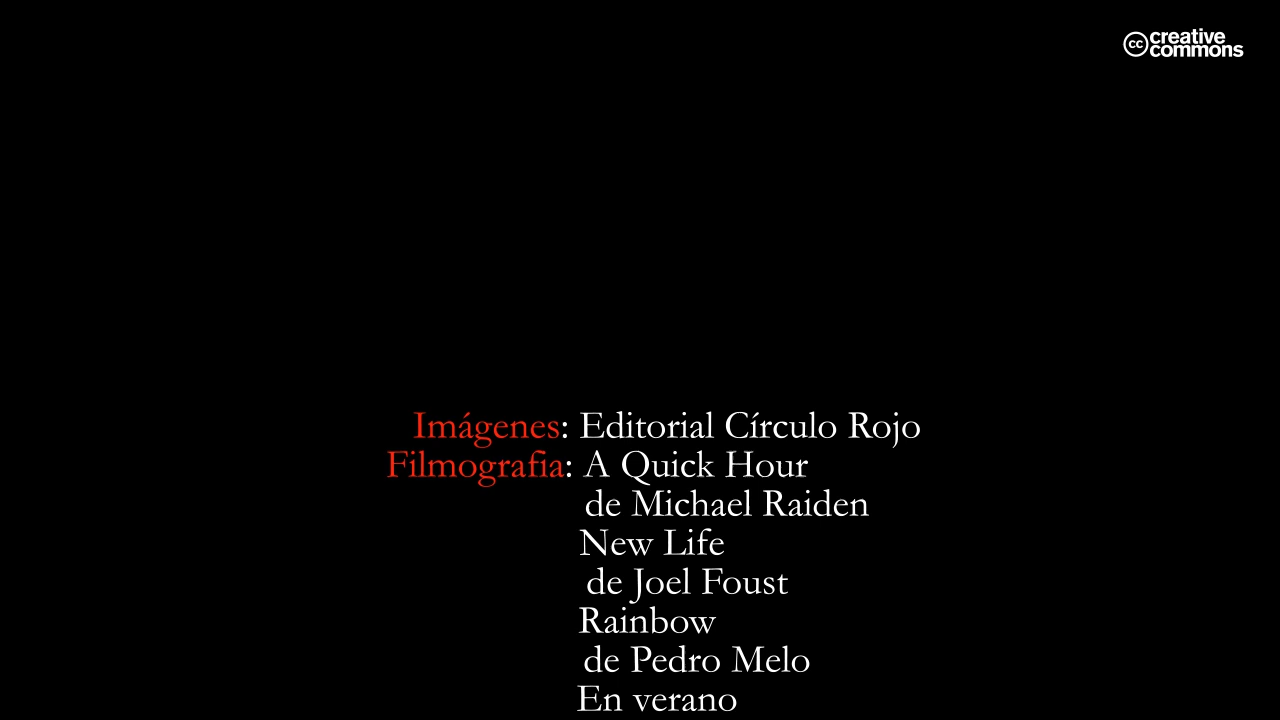 creative
commons
Imágenes: Editorial Círculo Rojo
Filmografia: A Quick Hour
de Michael Raiden
New Life
de Joel Foust
Rainbow
de Pedro Melo
En verano